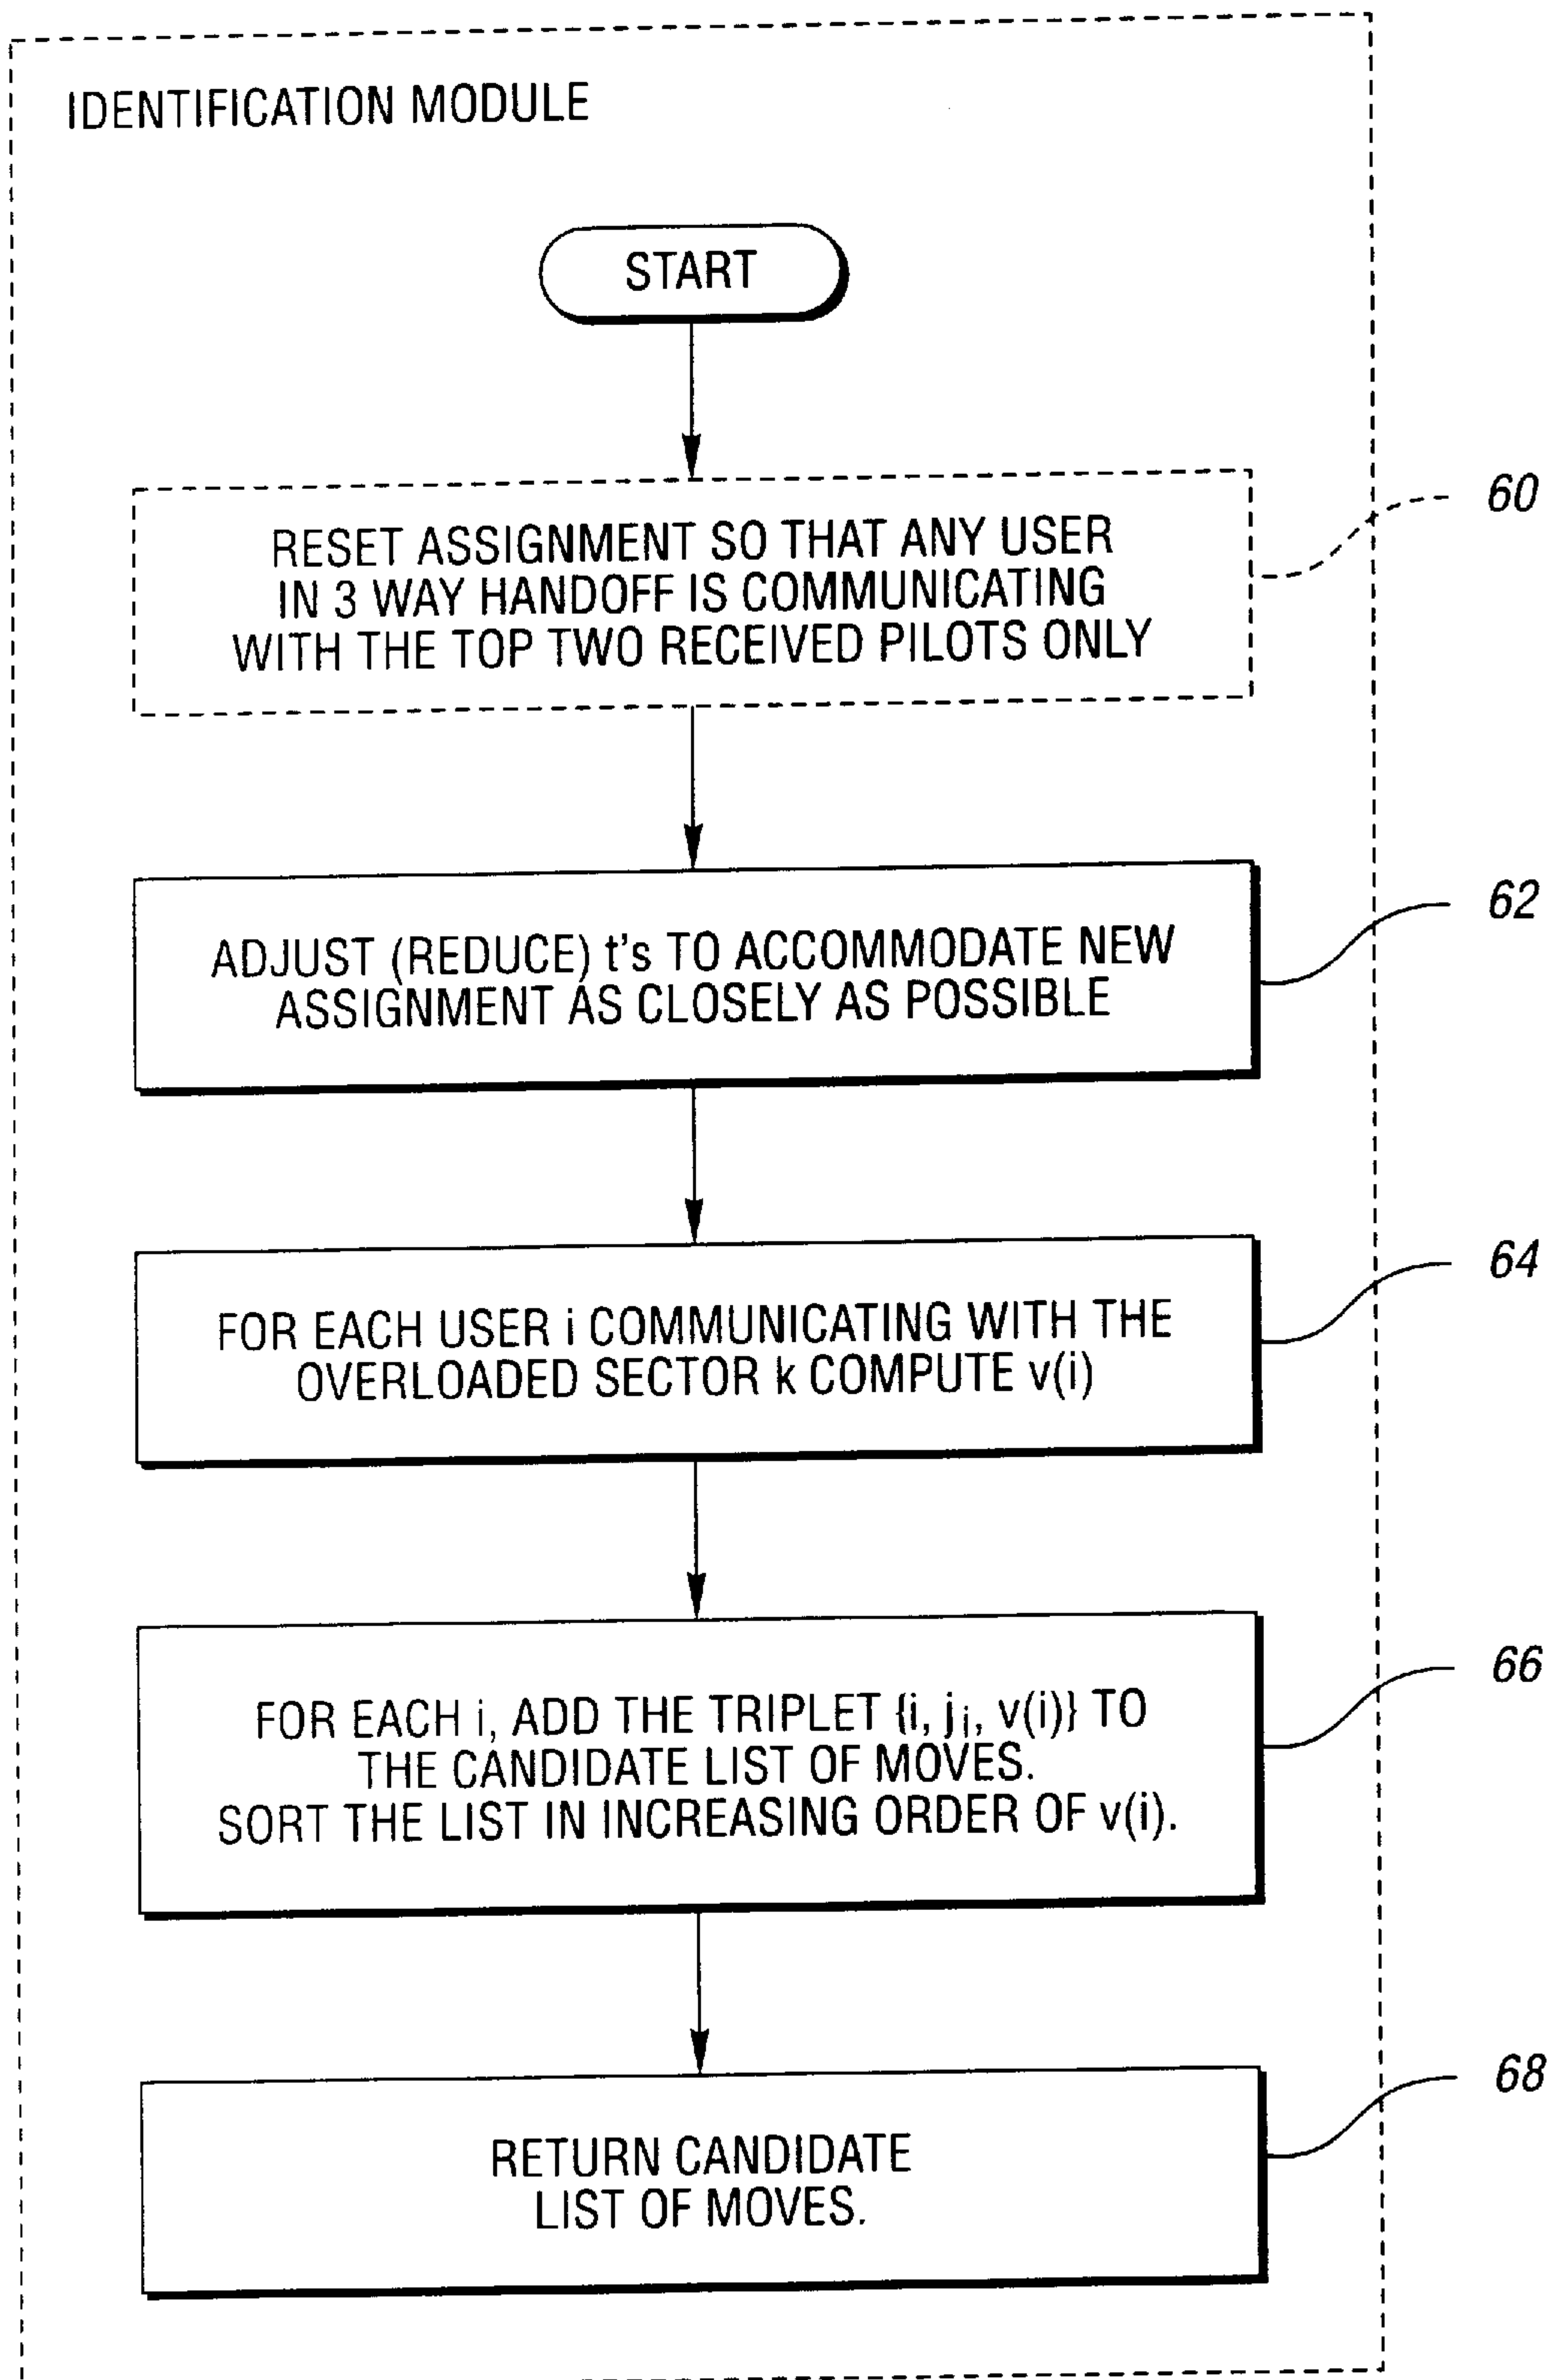 IDENTIFICATION MODULE
START
RESET ASSIGNMENT SO THAT ANY USER
IN 3 WAY HANDOFF IS COMMUNICATING
WITH THE TOP TWO RECEIVED PILOTS ONLY
60
ADJUST (REDUCE) t's TO ACCOMMODATE NEW
ASSIGNMENT AS CLOSELY AS POSSIBLE
62
FOR EACH USER i COMMUNICATING WITH THE
OVERLOADED SECTOR k COMPUTE v(i)
64
FOR EACH i, ADD THE TRIPLET {i, jᵢ, v(i)} TO
THE CANDIDATE LIST OF MOVES.
SORT THE LIST IN INCREASING ORDER OF v(i).
66
RETURN CANDIDATE
LIST OF MOVES.
68